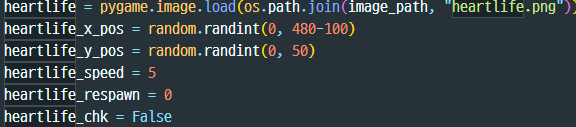 heartlife = pygame.image.load(os.path.join(image_path, "heartlife.png"))
heartlife_x_pos = random.randint(0, 480-100)
heartlife_y_pos = random.randint(0, 50)
heartlife_speed = 5
heartlife_respawn = 0
heartlife_chk = False